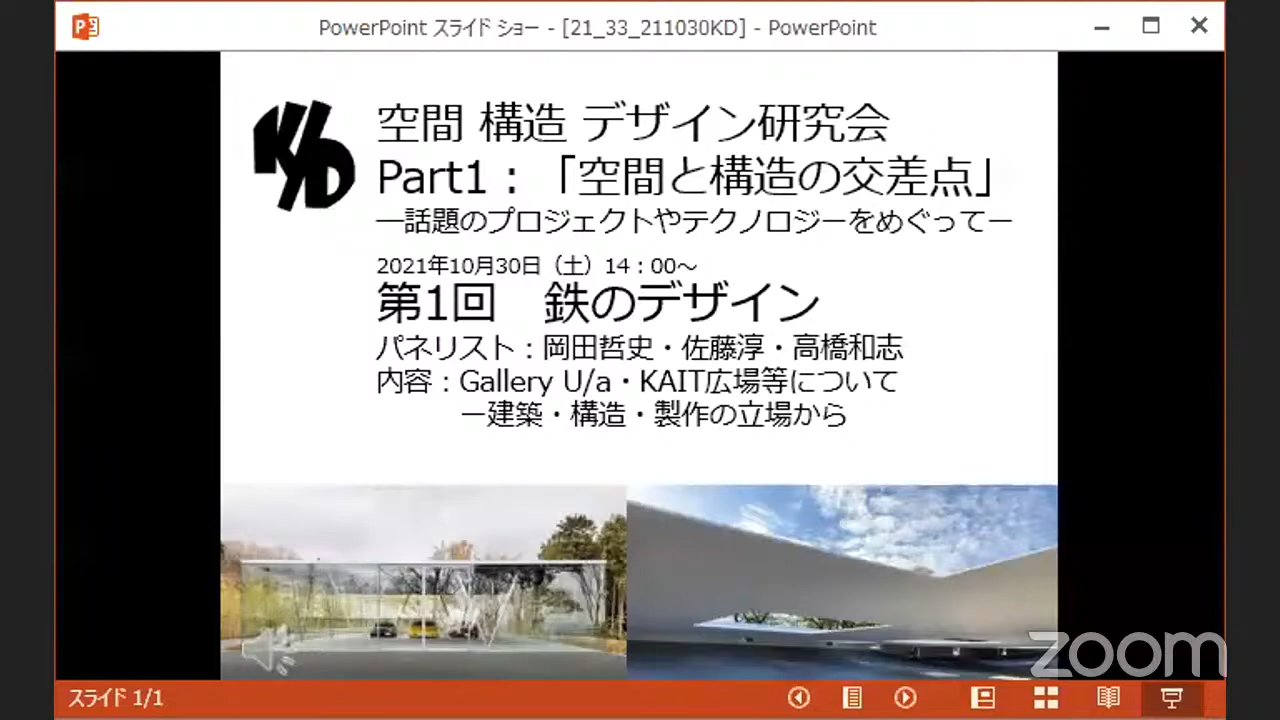 PowerPoint スライド ショー - [21_33_211030KD] - PowerPoint
KD
空間 構造 デザイン研究会
Part1：「空間と構造の交差点」
―話題のプロジェクトやテクノロジーをめぐってー
2021年10月30日（土）14：00～
第1回　鉄のデザイン
パネリスト：岡田哲史・佐藤淳・高橋和志
内容：Gallery U/a・KAIT広場等について
ー建築・構造・製作の立場から
zoom
スライド 1/1